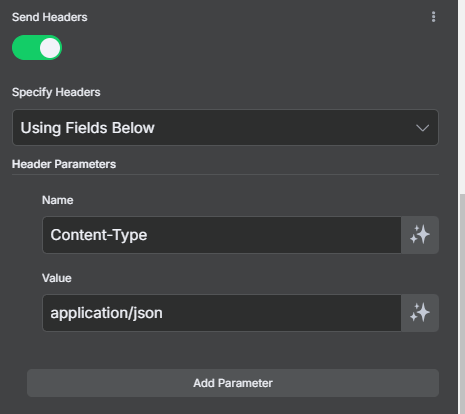 Send Headers
Specify Headers
Using Fields Below
Header Parameters
Name
Content-Type
Value
application/json
Add Parameter